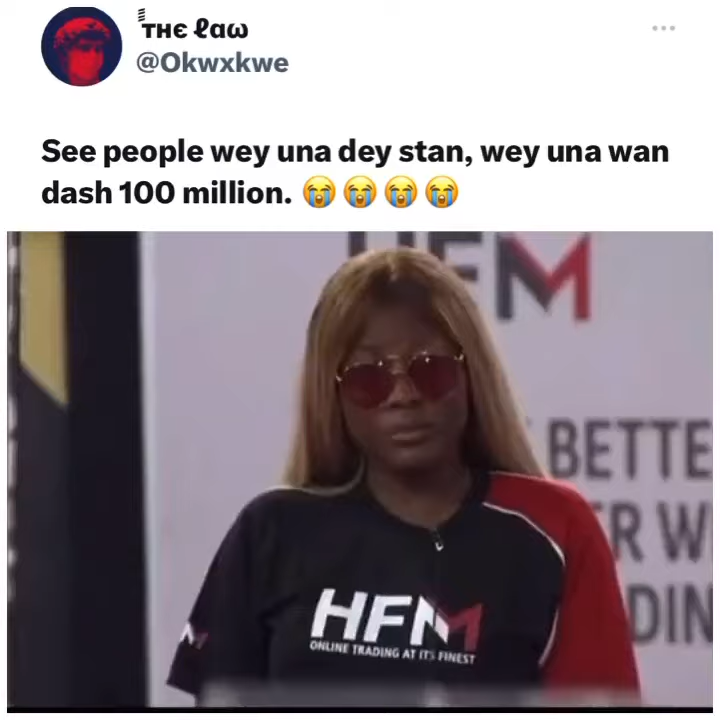 THE LAW
@Okwxkwe
See people wey una dey stan, wey una wan
dash 100 million. 😭😭😭😭
HFM
BETTE
R W
DIN
HFM
ONLINE TRADING AT ITS FINEST